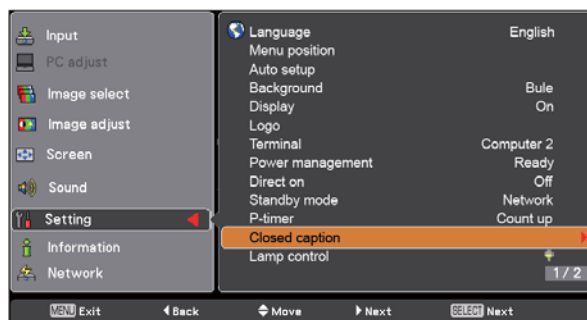 Input
PC adjust
Image select
Image adjust
Screen
Sound
Setting
Information
Network
Language English
Menu position
Auto setup
Background Bule
Display On
Logo
Terminal Computer 2
Power management Ready
Direct on Off
Standby mode Network
P-timer Count up
Closed caption
Lamp control
1 / 2
MENU Exit Back Move Next SELECT Next